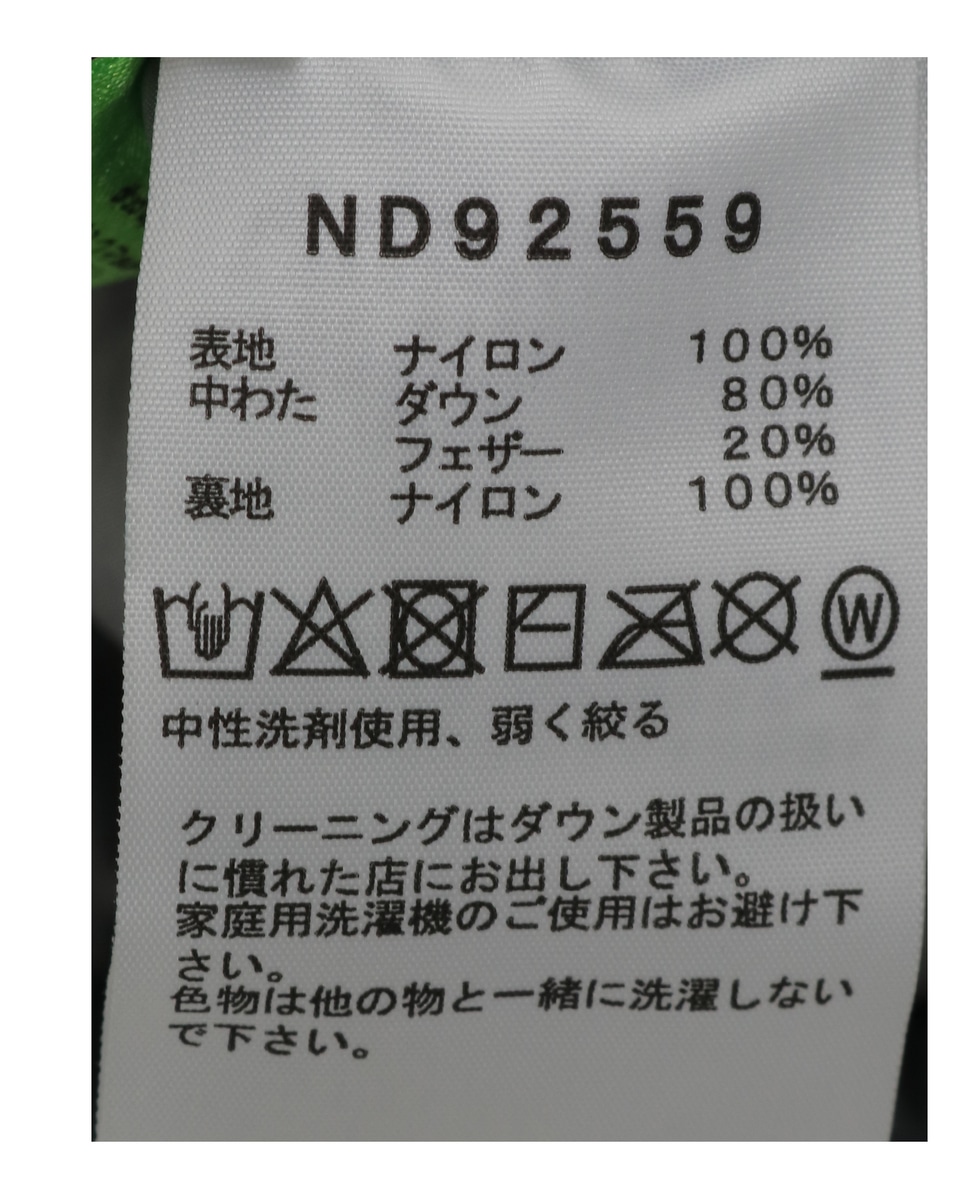 ND92559
表地 ナイロン 100%
中わた ダウン 80%
フェザー 20%
裏地 ナイロン 100%
W
中性洗剤使用、弱く絞る
クリーニングはダウン製品の扱い
に慣れた店にお出し下さい。
家庭用洗濯機のご使用はお避け下
さい。
色物は他の物と一緒に洗濯しない
で下さい。